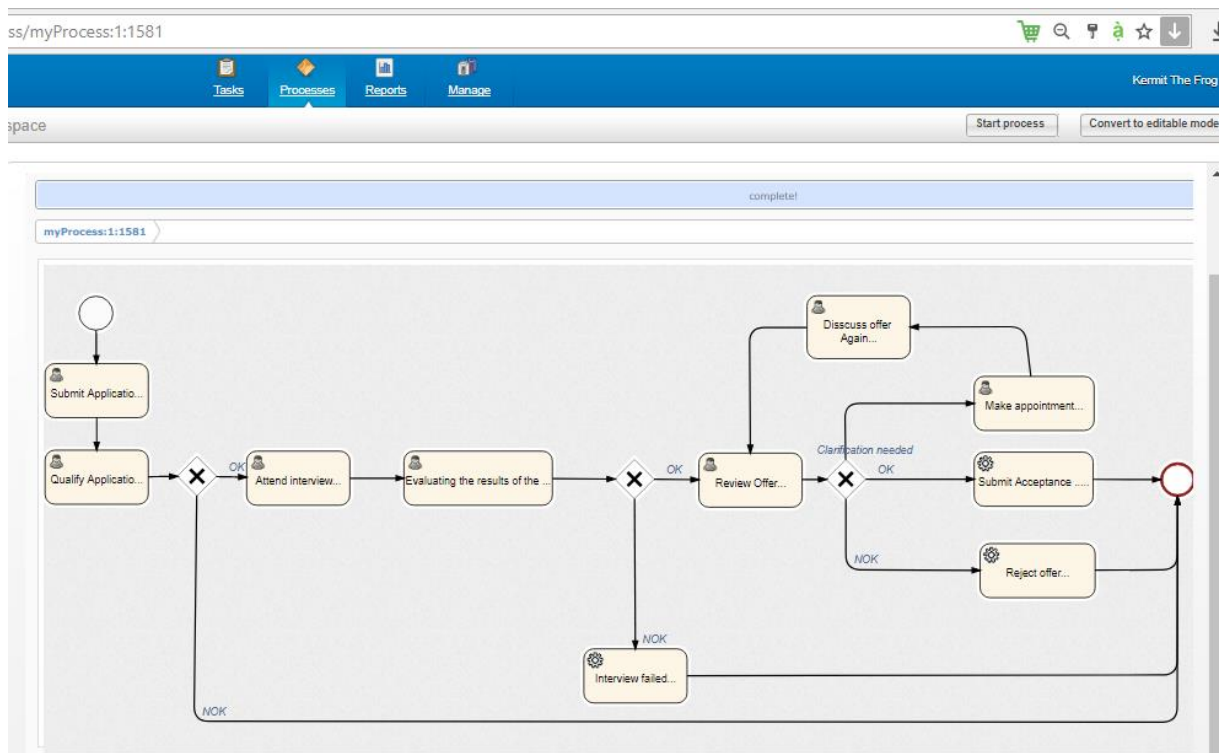 ss/myProcess:1:1581
Tasks
Processes
Reports
Manage
Kermit The Frog
space
Start process
Convert to editable mode
complete!
myProcess:1:1581
Disscuss offer
Again...
Submit Applicatio...
Make appointment...
Clarification needed
Qualify Applicatio...
OK
Attend interview...
Evaluating the results of the ...
OK
Review Offer...
OK
Submit Acceptance .....
NOK
Reject offer...
NOK
Interview failed...
NOK